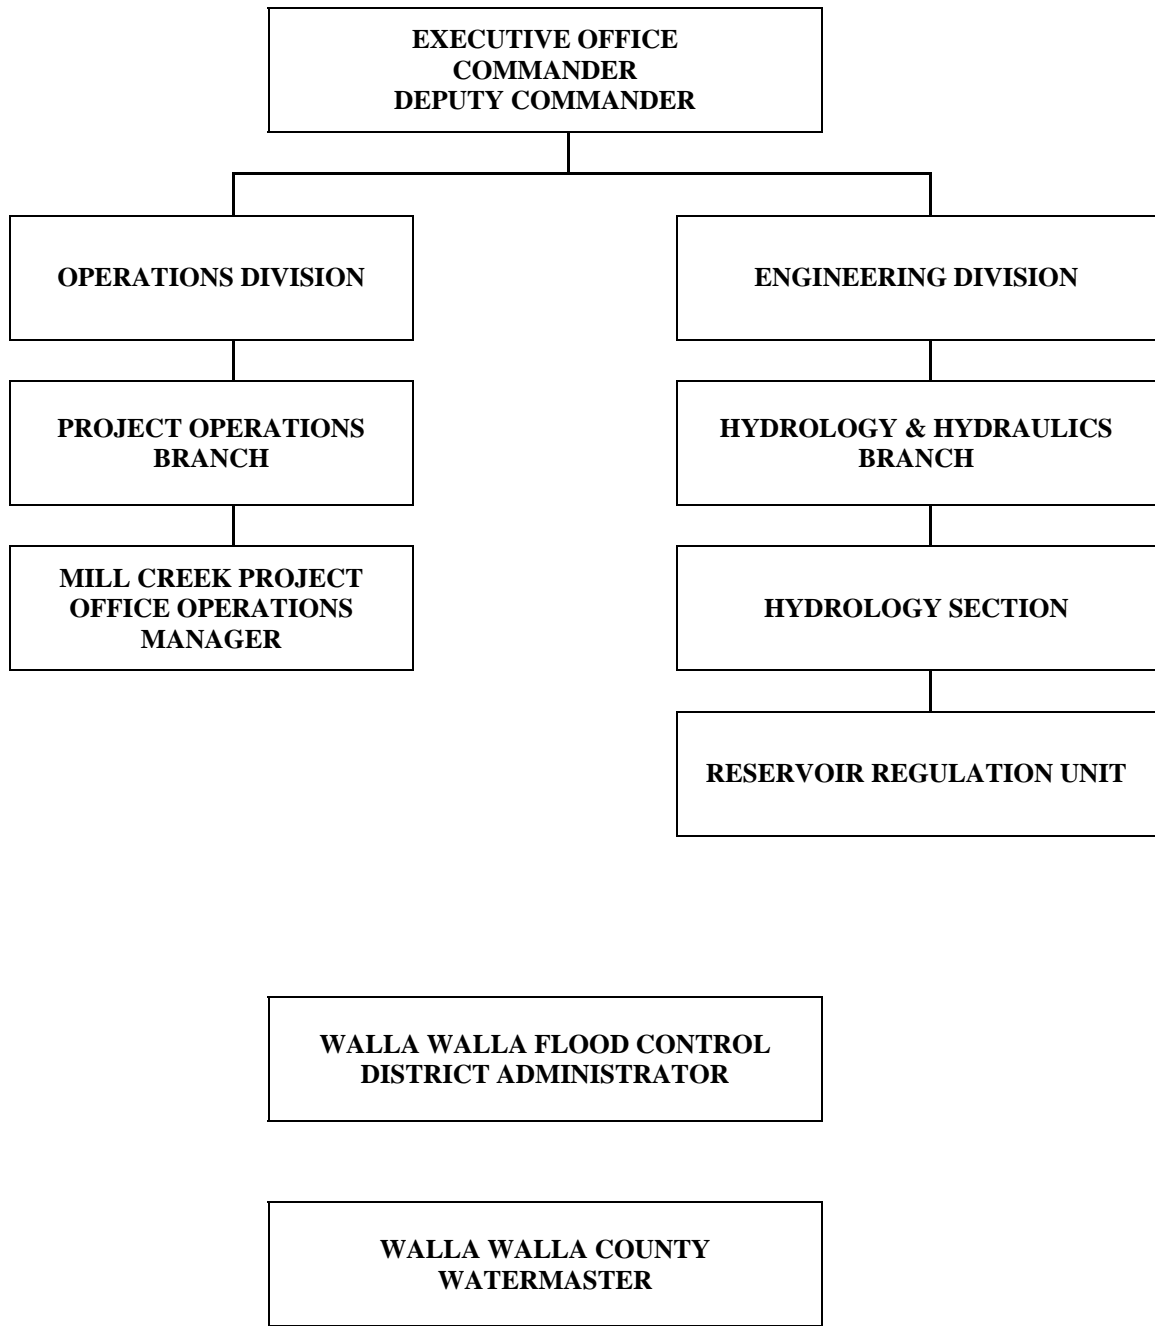 EXECUTIVE OFFICE
COMMANDER
DEPUTY COMMANDER
OPERATIONS DIVISION
ENGINEERING DIVISION
PROJECT OPERATIONS
BRANCH
HYDROLOGY & HYDRAULICS
BRANCH
MILL CREEK PROJECT
OFFICE OPERATIONS
MANAGER
HYDROLOGY SECTION
RESERVOIR REGULATION UNIT
WALLA WALLA FLOOD CONTROL
DISTRICT ADMINISTRATOR
WALLA WALLA COUNTY
WATERMASTER